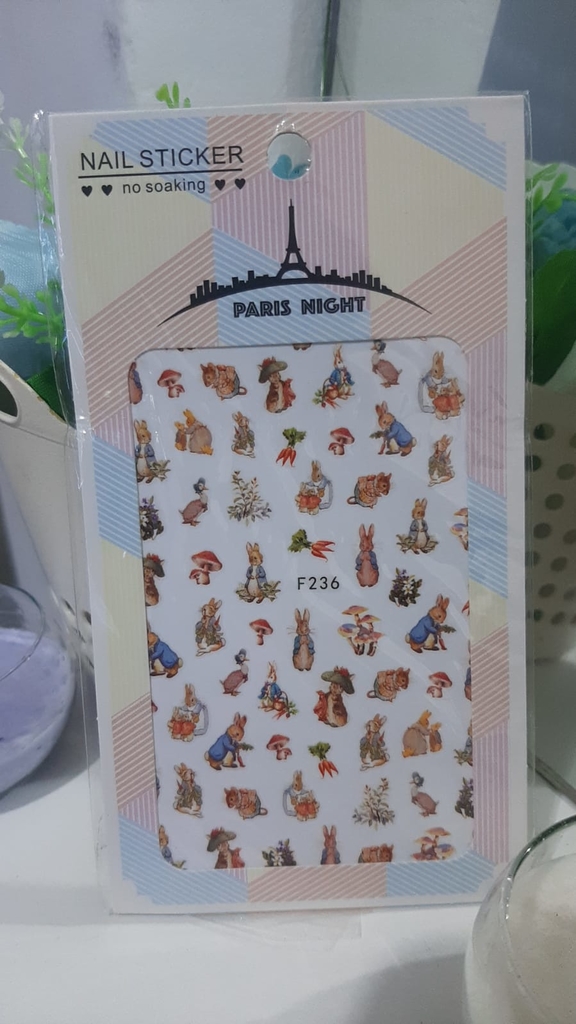 NAIL STICKER
♥ ♥ no soaking ♥ ♥
PARIS NIGHT
F236